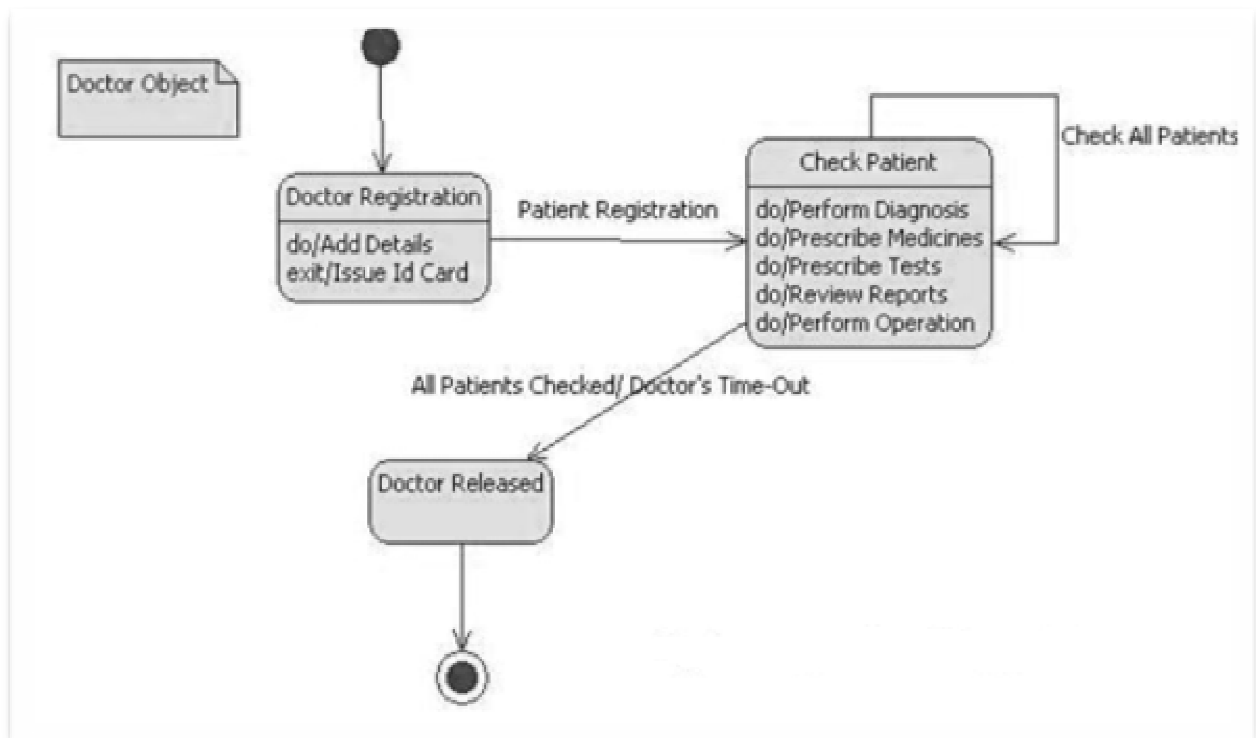 Doctor Object
Doctor Registration
do/Add Details
exit/Issue Id Card
Patient Registration
Check Patient
do/Perform Diagnosis
do/Prescribe Medicines
do/Prescribe Tests
do/Review Reports
do/Perform Operation
Check All Patients
All Patients Checked/ Doctor's Time-Out
Doctor Released